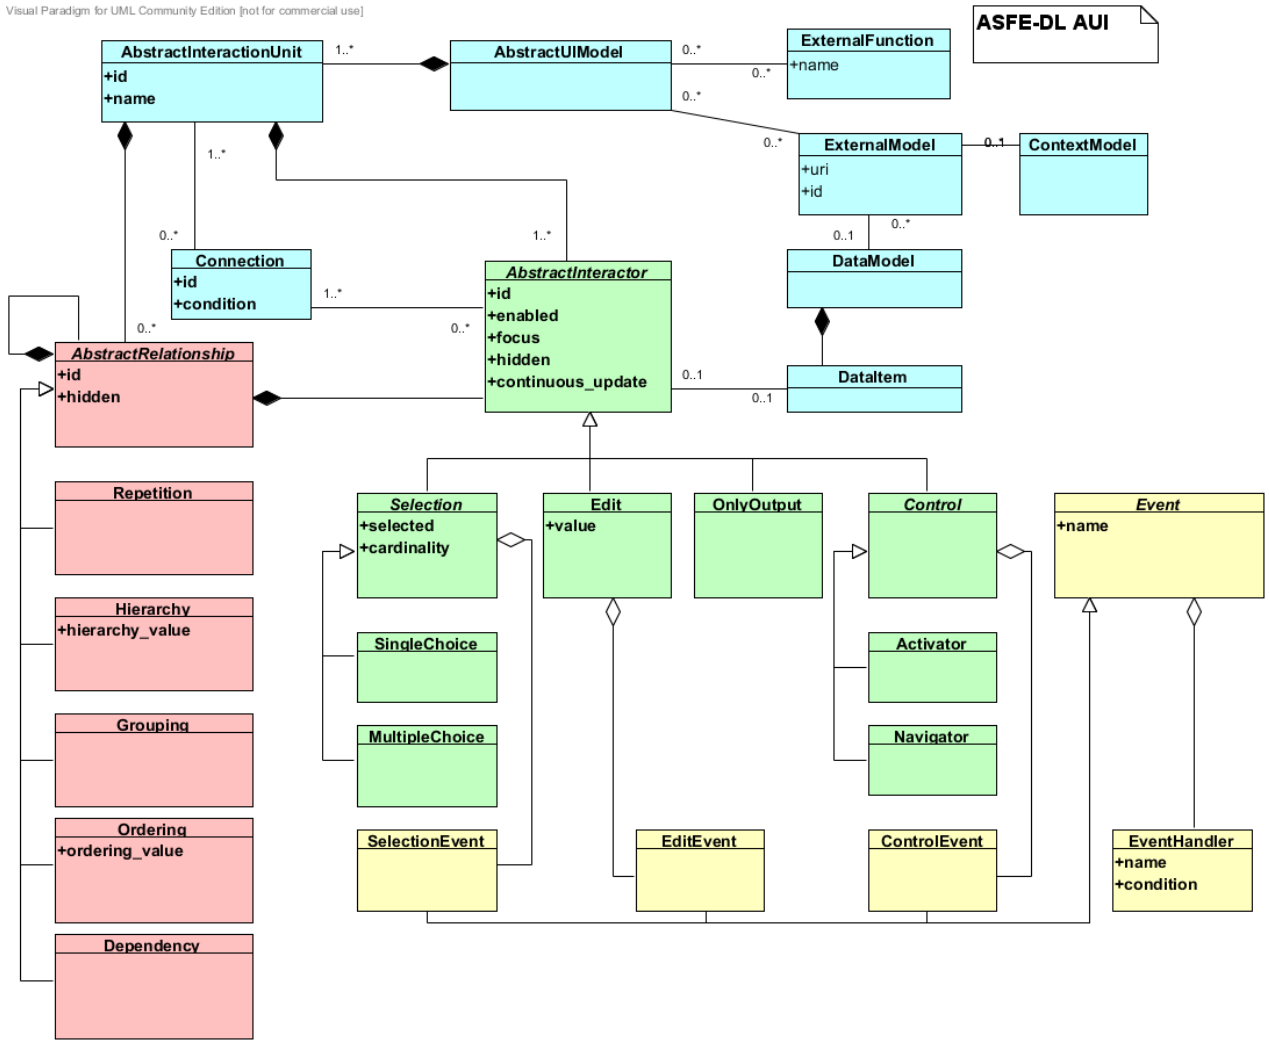 Visual Paradigm for UML Community Edition [not for commercial use]
ASFE-DL AUI
AbstractInteractionUnit
+id
+name
1..*
AbstractUIModel
0..*
0..*
ExternalFunction
+name
0..*
0..*
ExternalModel
+uri
+id
0..1
ContextModel
1..*
0..*
Connection
+id
+condition
1..*
0..*
1..*
AbstractInteractor
+id
+enabled
+focus
+hidden
+continuous_update
0..*
0..1
DataModel
DataItem
0..1
0..1
0..*
AbstractRelationship
+id
+hidden
Repetition
Hierarchy
+hierarchy_value
Grouping
Ordering
+ordering_value
Dependency
Selection
+selected
+cardinality
Edit
+value
OnlyOutput
Control
Event
+name
SingleChoice
MultipleChoice
Activator
Navigator
SelectionEvent
EditEvent
ControlEvent
EventHandler
+name
+condition